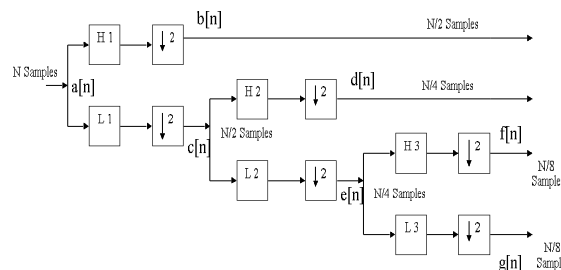 b[n]
H 1
2
N/2 Samples
N Samples
a[n]
H 2
2
d[n]
N/4 Samples
L 1
2
c[n]
N/2 Samples
H 3
2
f[n]
N/8
Sample
L 2
2
e[n]
N/4 Samples
L 3
2
N/8
g[n]